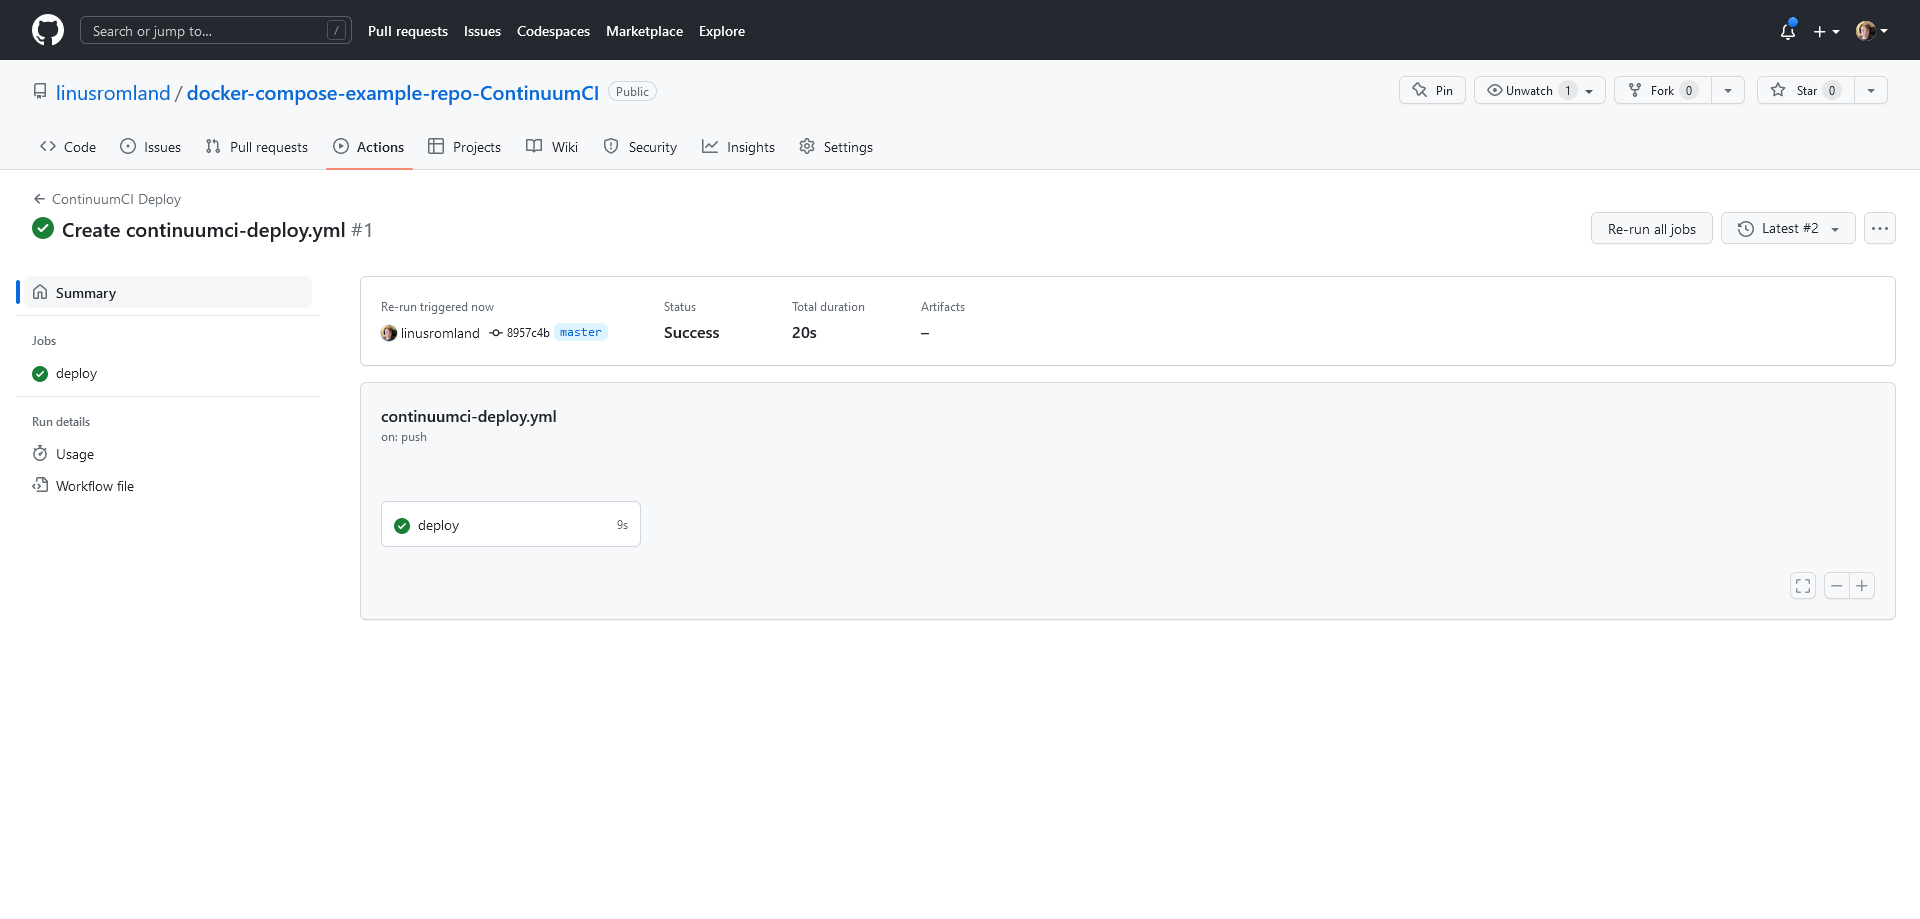 Search or jump to... /
Pull requests Issues Codespaces Marketplace Explore
linusromland / docker-compose-example-repo-ContinuumCI Public
Pin Unwatch 1 Fork 0 Star 0
Code Issues Pull requests Actions Projects Wiki Security Insights Settings
ContinuumCI Deploy
Create continuumci-deploy.yml #1
Re-run all jobs Latest #2
Summary
Jobs
deploy
Run details
Usage
Workflow file
Re-run triggered now Status Total duration Artifacts
linusromland 8957c4b master Success 20s –
continuumci-deploy.yml
on: push
deploy 9s